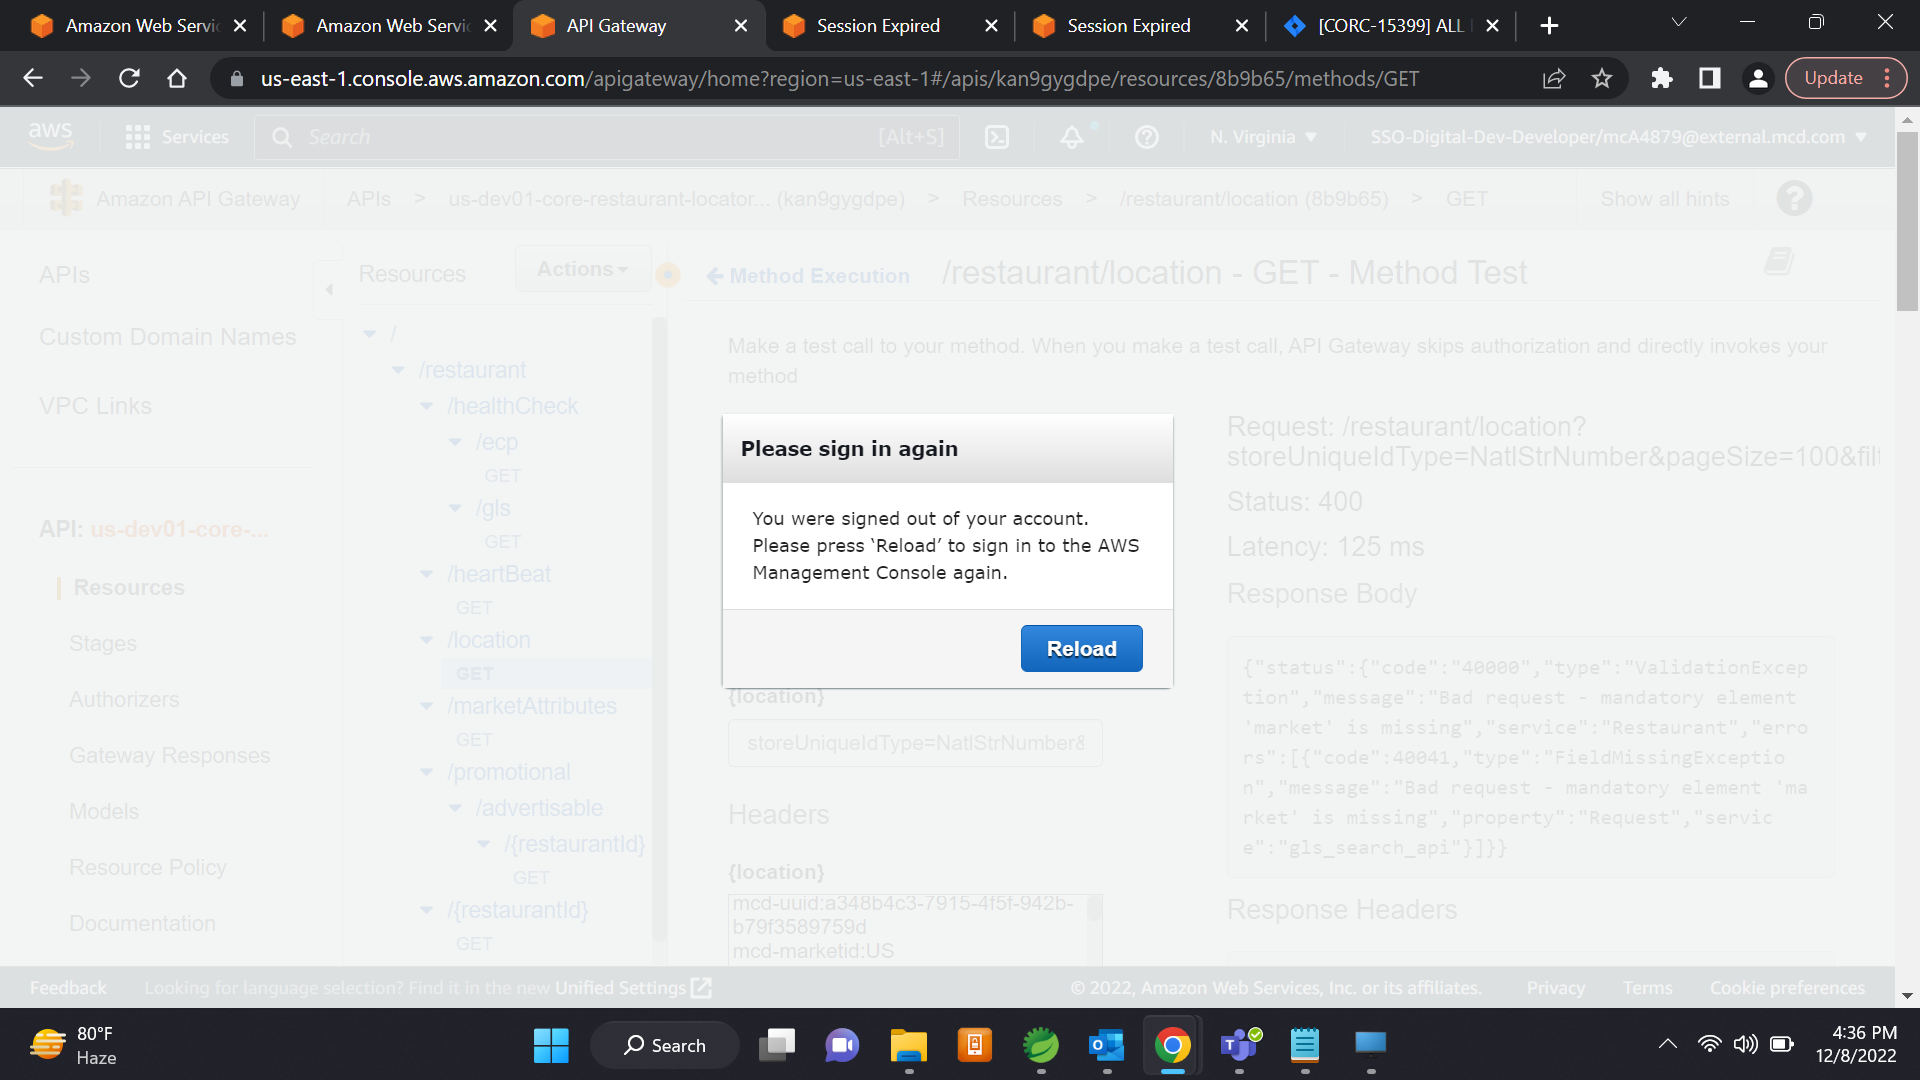 Amazon Web Servic
Amazon Web Servic
API Gateway
Session Expired
Session Expired
[CORC-15399] ALL
us-east-1.console.aws.amazon.com/apigateway/home?region=us-east-1#/apis/kan9gygdpe/resources/8b9b65/methods/GET
Update
aws
Services
Search
[Alt+S]
N. Virginia
SSO-Digital-Dev-Developer/mcA4879@external.mcd.com
Amazon API Gateway
APIs > us-dev01-core-restaurant-locator... (kan9gygdpe) > Resources > /restaurant/location (8b9b65) > GET
Show all hints
APIs
Custom Domain Names
VPC Links
API: us-dev01-core-...
Resources
Stages
Authorizers
Gateway Responses
Models
Resource Policy
Documentation
Resources
Actions
/
/restaurant
/healthCheck
/ecp
GET
/gls
GET
/heartBeat
GET
/location
GET
/marketAttributes
GET
/promotional
/advertisable
/{restaurantId}
GET
/{restaurantId}
GET
Method Execution
/restaurant/location - GET - Method Test
Make a test call to your method. When you make a test call, API Gateway skips authorization and directly invokes your
method
Please sign in again
You were signed out of your account.
Please press ‘Reload’ to sign in to the AWS
Management Console again.
Reload
{location}
storeUniqueIdType=NatlStrNumber&
Headers
{location}
mcd-uuid:a348b4c3-7915-4f5f-942b-
b79f3589759d
mcd-marketid:US
Request: /restaurant/location?
storeUniqueIdType=NatlStrNumber&pageSize=100&filt
Status: 400
Latency: 125 ms
Response Body
{"status":{"code":"40000","type":"ValidationExcep
tion","message":"Bad request - mandatory element
'market' is missing","service":"Restaurant","erro
rs":[{"code":40041,"type":"FieldMissingExceptio
n","message":"Bad request - mandatory element 'ma
rket' is missing","property":"Request","servic
e":"gls_search_api"}]}}
Response Headers
Feedback
Looking for language selection? Find it in the new Unified Settings
© 2022, Amazon Web Services, Inc. or its affiliates.
Privacy
Terms
Cookie preferences
80°F
Haze
Search
4:36 PM
12/8/2022